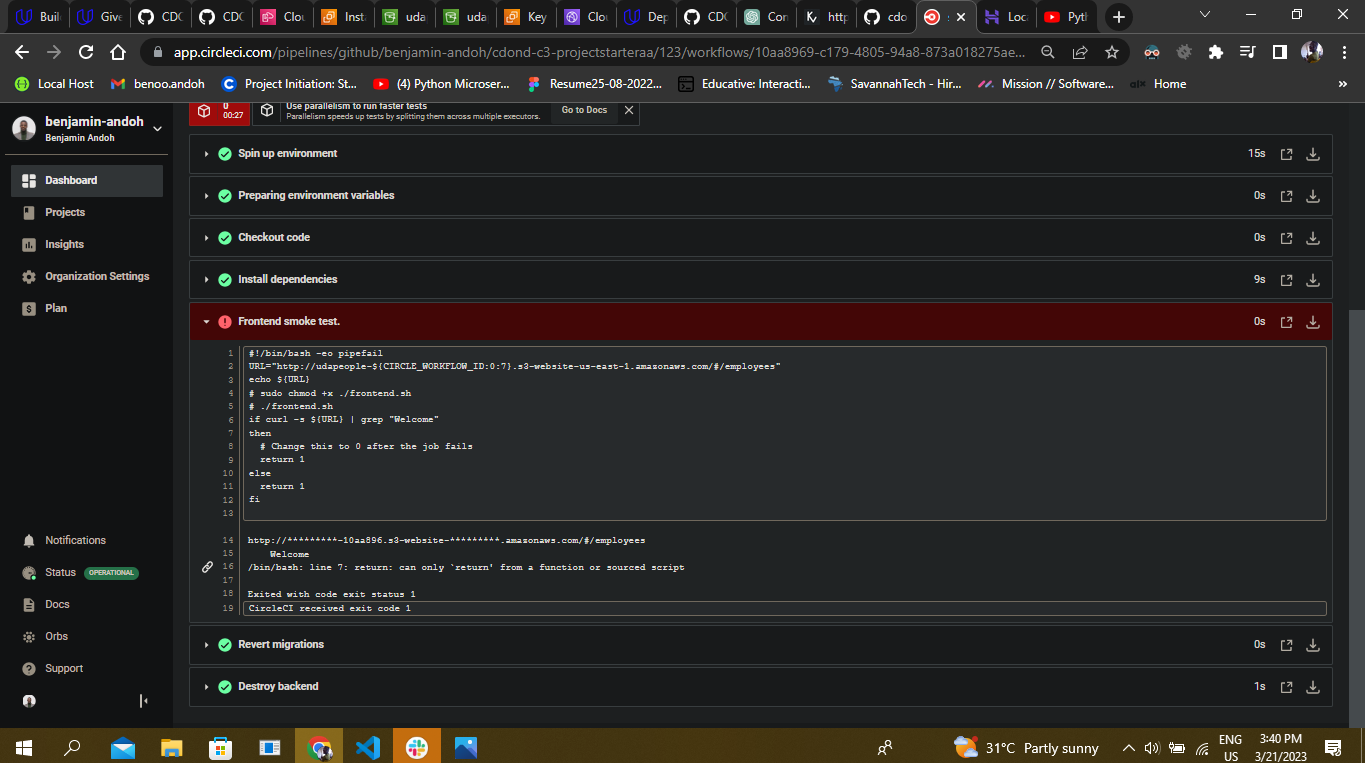 Buil
Give
CDC
CDC
Clou
Insta
uda
uda
Key
Clou
Dep
CDC
Con
http
cdo
Loca
Pyth
app.circleci.com/pipelines/github/benjamin-andoh/cdond-c3-projectstarteraa/123/workflows/10aa8969-c179-4805-94a8-873a018275ae...
Local Host
benoo.andoh
Project Initiation: St...
(4) Python Microser...
Resume25-08-2022...
Educative: Interacti...
SavannahTech - Hir...
Mission // Software...
Home
»
benjamin-andoh
Benjamin Andoh
Dashboard
Projects
Insights
Organization Settings
Plan
Notifications
Status OPERATIONAL
Docs
Orbs
Support
0
00:27
Use parallelism to run faster tests
Parallelism speeds up tests by splitting them across multiple executors.
Go to Docs
Spin up environment 15s
Preparing environment variables 0s
Checkout code 0s
Install dependencies 9s
Frontend smoke test. 0s
1 #!/bin/bash -eo pipefail
2 URL="http://udapeople-${CIRCLE_WORKFLOW_ID:0:7}.s3-website-us-east-1.amazonaws.com/#/employees"
3 echo ${URL}
4 # sudo chmod +x ./frontend.sh
5 # ./frontend.sh
6 if curl -s ${URL} | grep "Welcome"
7 then
8 # Change this to 0 after the job fails
9 return 1
10 else
11 return 1
12 fi
13
14 http://*********-10aa896.s3-website-*********.amazonaws.com/#/employees
15 Welcome
16 /bin/bash: line 7: return: can only `return' from a function or sourced script
17
18 Exited with code exit status 1
19 CircleCI received exit code 1
Revert migrations 0s
Destroy backend 1s
31°C Partly sunny
ENG
US
3:40 PM
3/21/2023